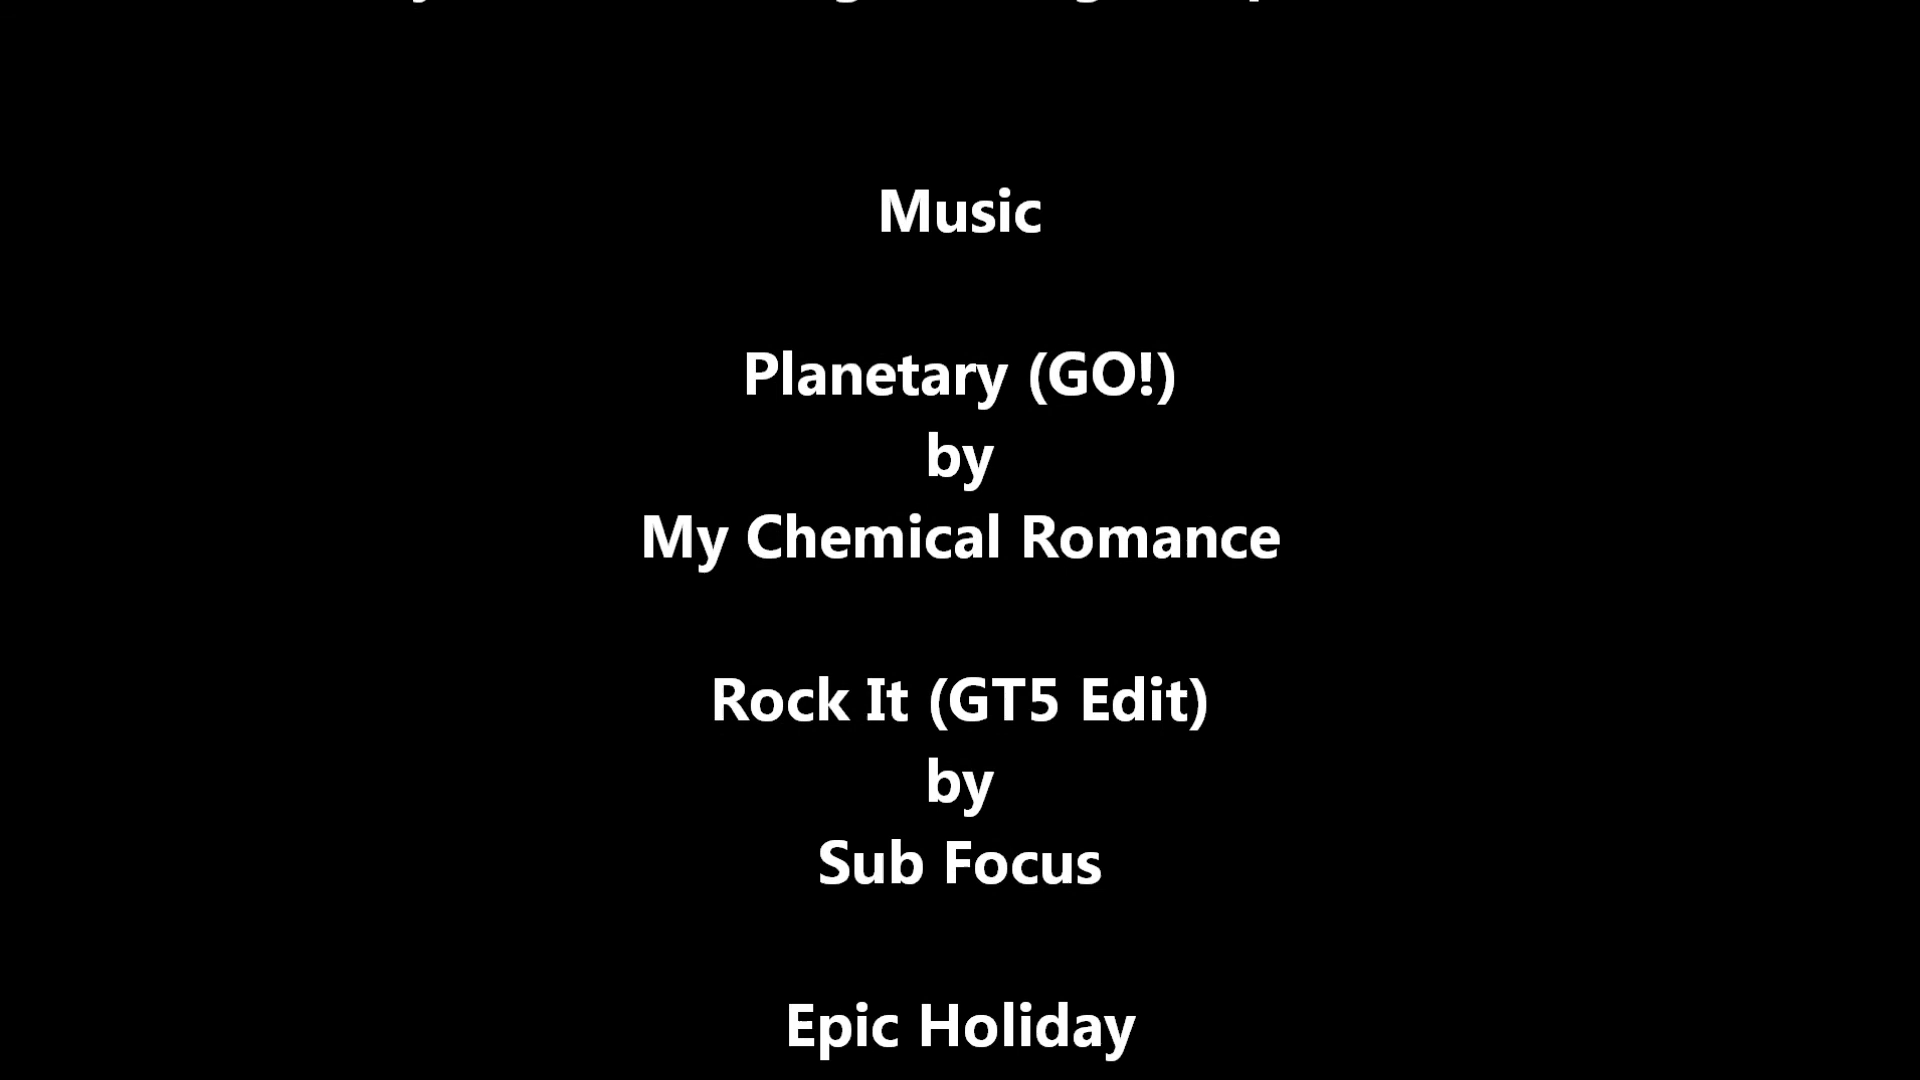 Music
Planetary (GO!)
by
My Chemical Romance
Rock It (GT5 Edit)
by
Sub Focus
Epic Holiday